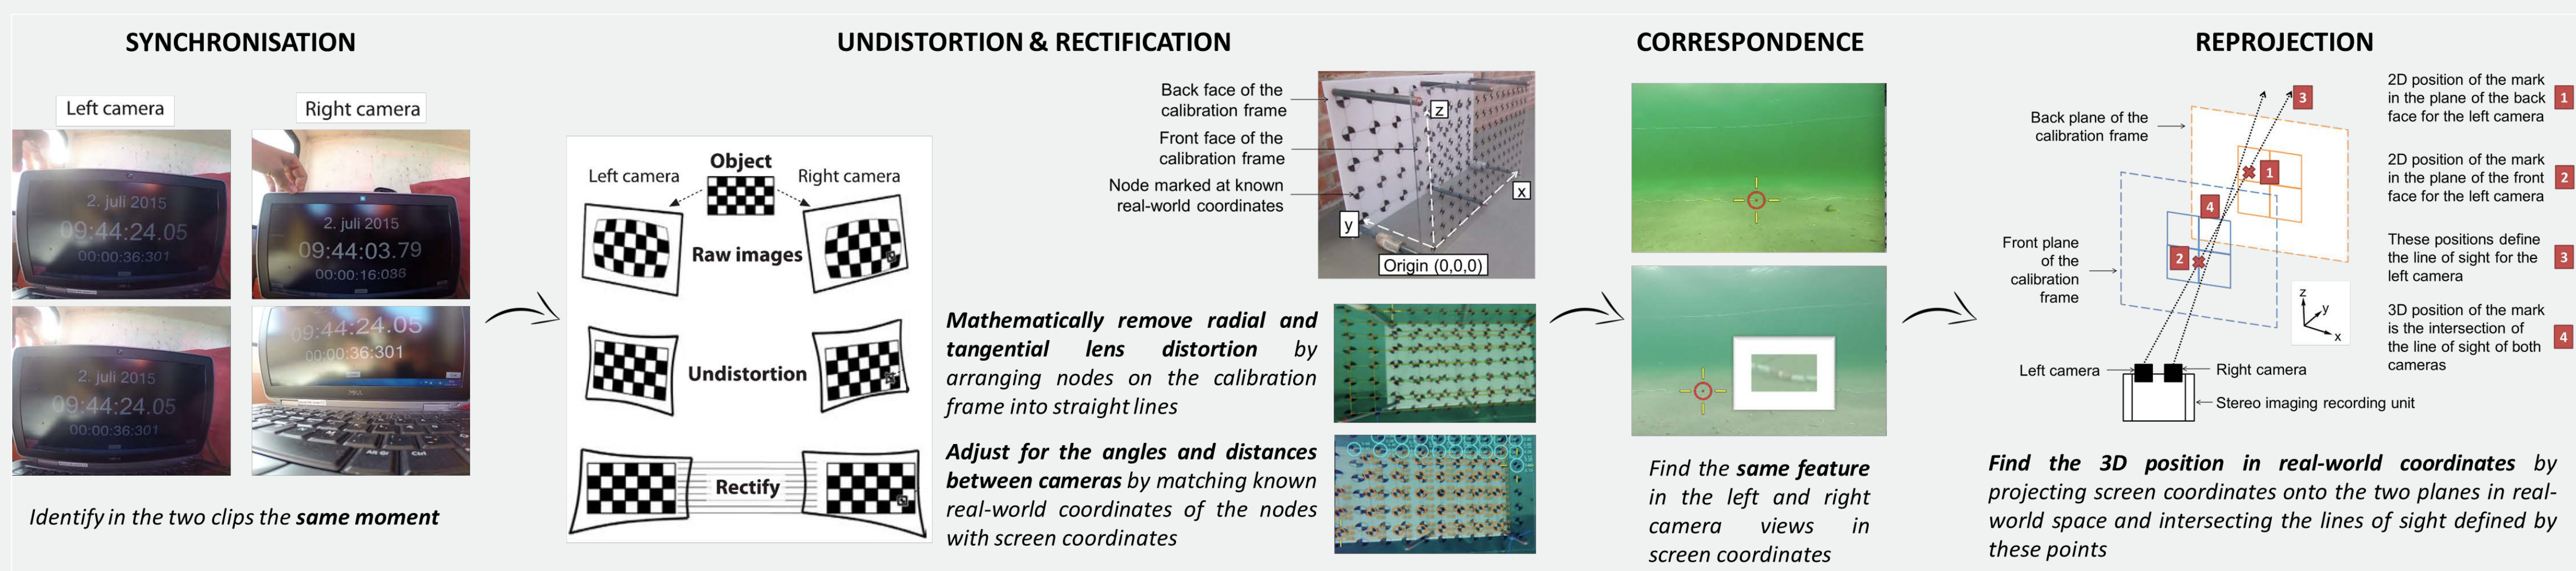 SYNCHRONISATION
Left camera
Right camera
2. juli 2015
09:44:24.05
00:00:36:301
2. juli 2015
09:44:03.79
00:00:16:036
2. juli 2015
09:44:24.05
00:00:36:301
09:44:24.05
00:00:36:301
Alt Gr
Ctrl
Identify in the two clips the same moment
UNDISTORTION & RECTIFICATION
Object
Left camera
Right camera
Raw images
Undistortion
Rectify
Back face of the
calibration frame
Front face of the
calibration frame
Node marked at known
real-world coordinates
z
x
y
Origin (0,0,0)
Mathematically remove radial and
tangential lens distortion by
arranging nodes on the calibration
frame into straight lines
Adjust for the angles and distances
between cameras by matching known
real-world coordinates of the nodes
with screen coordinates
CORRESPONDENCE
Find the same feature
in the left and right
camera views in
screen coordinates
REPROJECTION
Back plane of the
calibration frame
Front plane
of the
calibration
frame
3
1
4
2
z
y
x
Left camera
Right camera
Stereo imaging recording unit
2D position of the mark
in the plane of the back
face for the left camera
1
2D position of the mark
in the plane of the front
face for the left camera
2
These positions define
the line of sight for the
left camera
3
3D position of the mark
is the intersection of
the line of sight of both
cameras
4
Find the 3D position in real-world coordinates by
projecting screen coordinates onto the two planes in real-
world space and intersecting the lines of sight defined by
these points